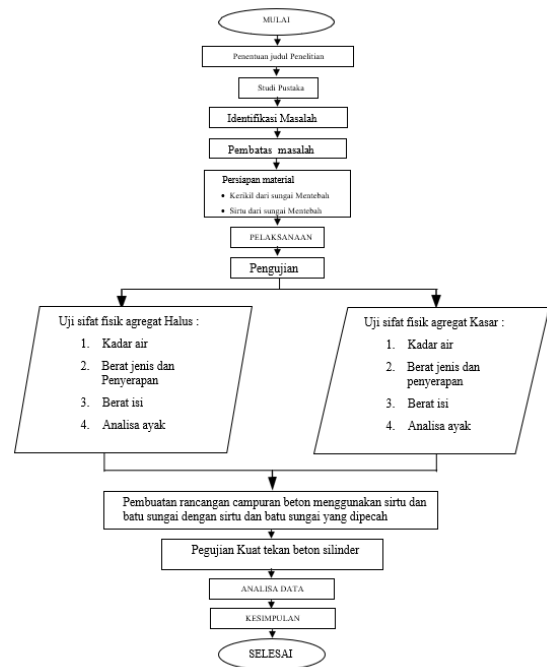 MULAI
Penentuan judul Penelitian
Studi Pustaka
Identifikasi Masalah
Pembatas masalah
Persiapan material
• Kerikil dari sungai Mentebah
• Sirtu dari sungai Mentebah
PELAKSANAAN
Pengujian
Uji sifat fisik agregat Halus :
1. Kadar air
2. Berat jenis dan
Penyerapan
3. Berat isi
4. Analisa ayak
Uji sifat fisik agregat Kasar :
1. Kadar air
2. Berat jenis dan
penyerapan
3. Berat isi
4. Analisa ayak
Pembuatan rancangan campuran beton menggunakan sirtu dan
batu sungai dengan sirtu dan batu sungai yang dipecah
Pegujian Kuat tekan beton silinder
ANALISA DATA
KESIMPULAN
SELESAI